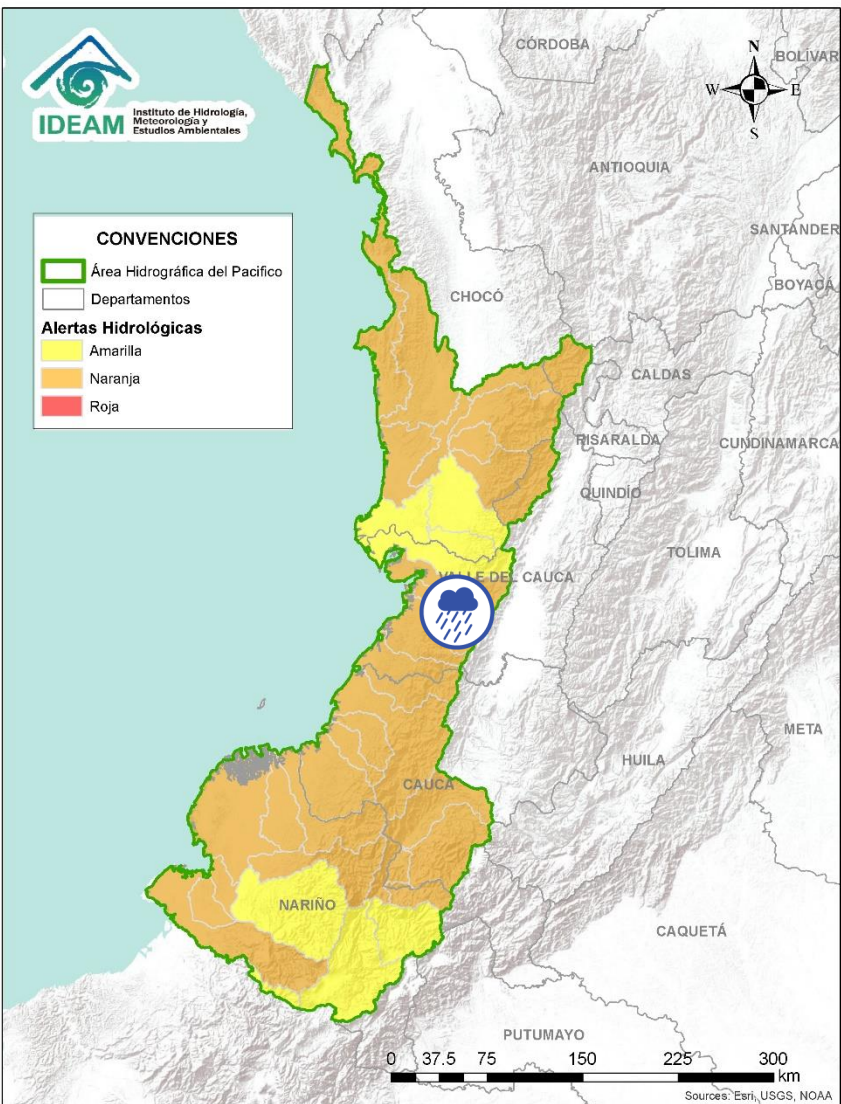 IDEAM
Instituto de Hidrología,
Meteorología y
Estudios Ambientales
N
W
E
S
CÓRDOBA
BOLÍVAR
ANTIOQUIA
SANTANDER
BOYACÁ
CHOCÓ
CALDAS
RISARALDA
CUNDINAMARCA
QUINDÍO
TOLIMA
VALLE DEL CAUCA
META
HUILA
CAUCA
NARIÑO
CAQUETÁ
PUTUMAYO
CONVENCIONES
Área Hidrográfica del Pacifico
Departamentos
Alertas Hidrológicas
Amarilla
Naranja
Roja
0 37.5 75 150 225 300
km
Sources: Esri, USGS, NOAA